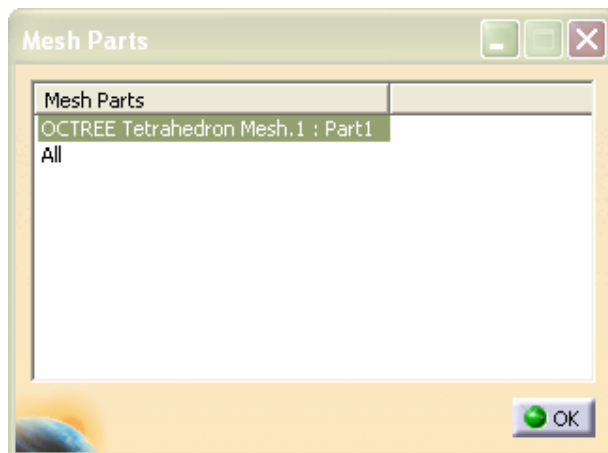 Mesh Parts
Mesh Parts
OCTREE Tetrahedron Mesh.1 : Part1
All
OK